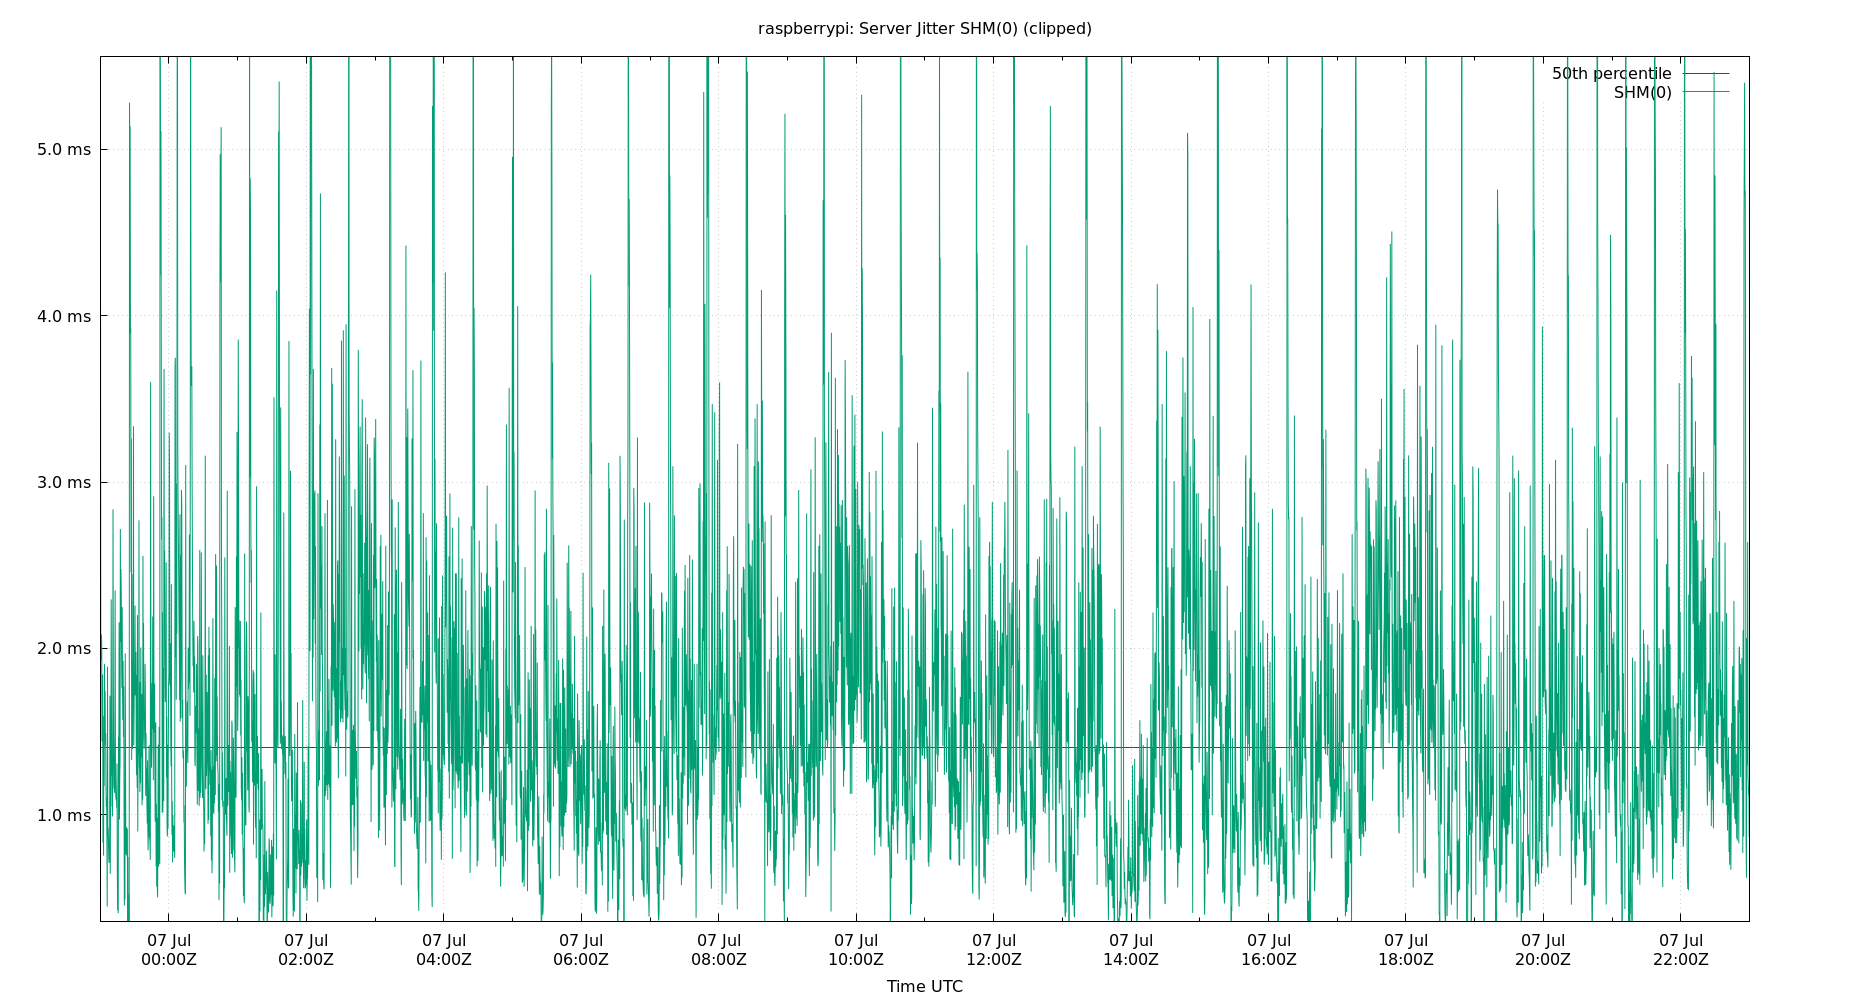 raspberrypi: Server Jitter SHM(0) (clipped)
50th percentile
SHM(0)
5.0 ms
4.0 ms
3.0 ms
2.0 ms
1.0 ms
07 Jul 07 Jul 07 Jul 07 Jul 07 Jul 07 Jul 07 Jul 07 Jul 07 Jul 07 Jul 07 Jul 07 Jul
00:00Z 02:00Z 04:00Z 06:00Z 08:00Z 10:00Z 12:00Z 14:00Z 16:00Z 18:00Z 20:00Z 22:00Z
Time UTC